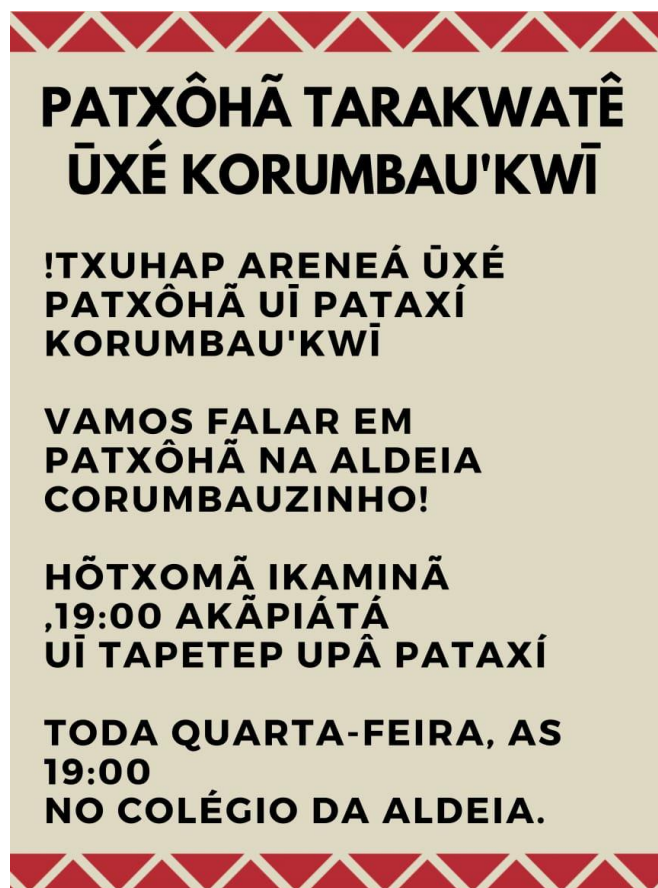 PATXÔHÃ TARAKWATÊ
ŪXÉ KORUMBAU'KWĪ
!TXUHAP ARENEÁ ŪXÉ
PATXÔHÃ UĪ PATAXÍ
KORUMBAU'KWĪ
VAMOS FALAR EM
PATXÔHÃ NA ALDEIA
CORUMBAUZINHO!
HÕTXOMÃ IKAMINÃ
,19:00 AKÃPIÁTÁ
UĪ TAPETEP UPÂ PATAXÍ
TODA QUARTA-FEIRA, AS
19:00
NO COLÉGIO DA ALDEIA.